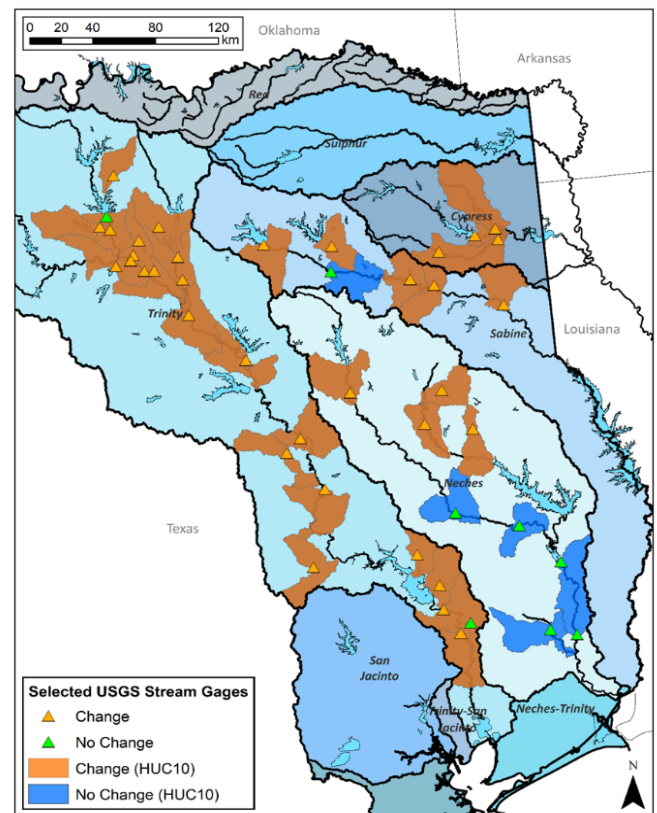 0 20 40 60 80 120
km
Oklahoma
Arkansas
Red
Sulphur
Cypress
Trinity
Sabine
Louisiana
Neches
Texas
San
Jacinto
Trinity-San
Jacinto
Neches-Trinity
Selected USGS Stream Gages
Change
No Change
Change (HUC10)
No Change (HUC10)
N